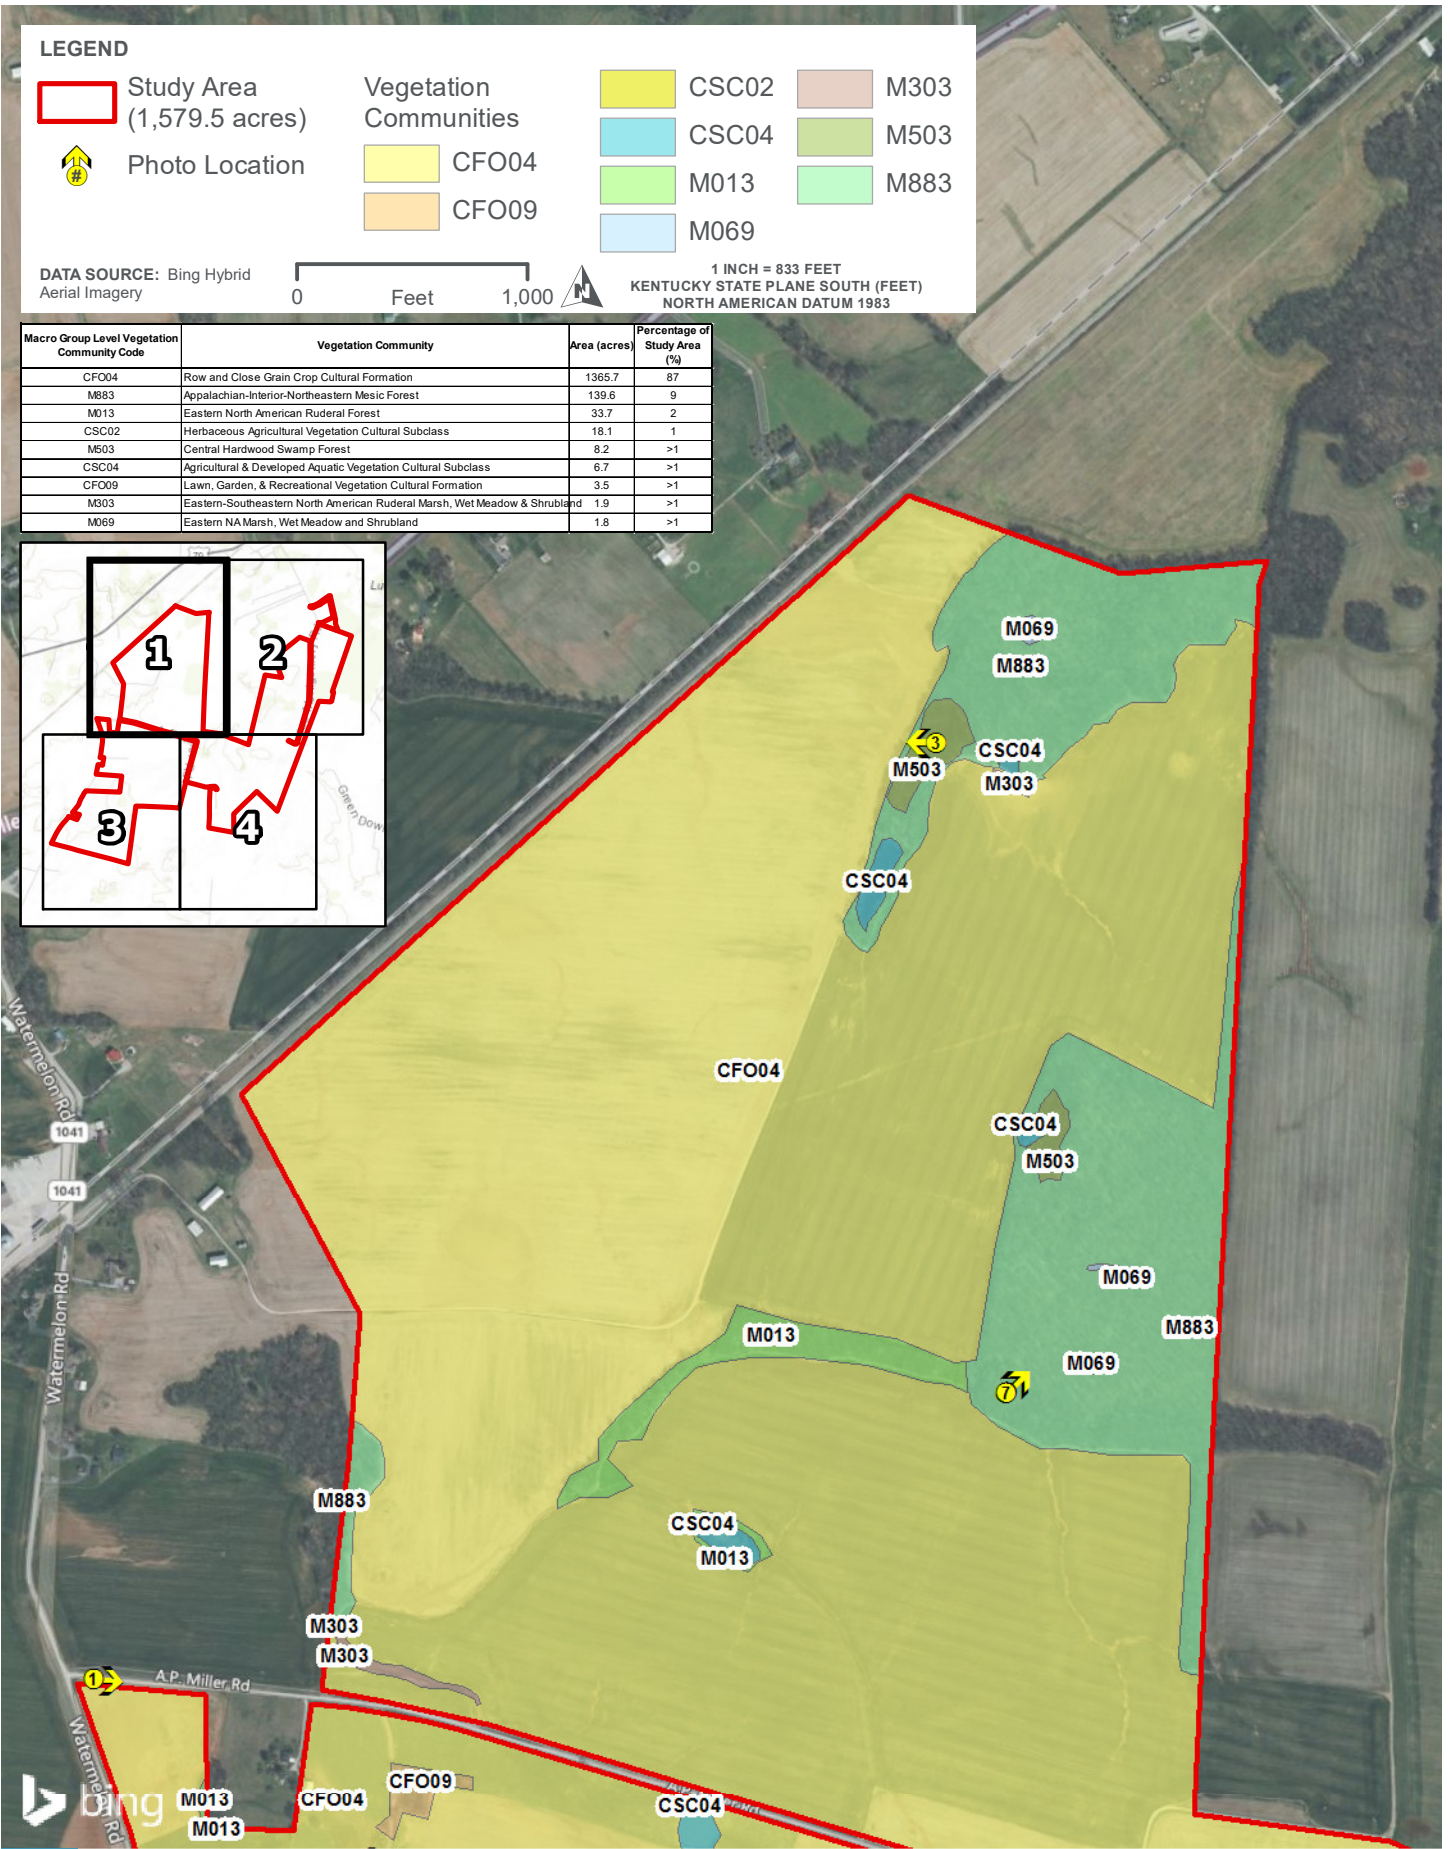 LEGEND
Study Area
(1,579.5 acres)
Photo Location
#
Vegetation
Communities
CFO04
CFO09
CSC02
CSC04
M013
M069
M303
M503
M883
DATA SOURCE: Bing Hybrid
Aerial Imagery
0 Feet 1,000
N
1 INCH = 833 FEET
KENTUCKY STATE PLANE SOUTH (FEET)
NORTH AMERICAN DATUM 1983
Macro Group Level Vegetation Community Code | Vegetation Community | Area (acres) | Percentage of Study Area (%)
CFO04 Row and Close Grain Crop Cultural Formation 1365.7 87
M883 Appalachian-Interior-Northeastern Mesic Forest 139.6 9
M013 Eastern North American Ruderal Forest 33.7 2
CSC02 Herbaceous Agricultural Vegetation Cultural Subclass 18.1 1
M503 Central Hardwood Swamp Forest 8.2 >1
CSC04 Agricultural & Developed Aquatic Vegetation Cultural Subclass 6.7 >1
CFO09 Lawn, Garden, & Recreational Vegetation Cultural Formation 3.5 >1
M303 Eastern-Southeastern North American Ruderal Marsh, Wet Meadow & Shrubland 1.9 >1
M069 Eastern NA Marsh, Wet Meadow and Shrubland 1.8 >1
79
Lu
1
2
3
4
Green Dow
M069
M883
3
CSC04
M503
M303
CSC04
CFO04
Watermelon Rd
1041
CSC04
M503
1041
M069
Watermelon Rd
M883
M013
M069
7
M883
CSC04
M013
M303
M303
1
A.P. Miller Rd
Watermelon Rd
CFO09
M013
CFO04
CSC04
M013
bing